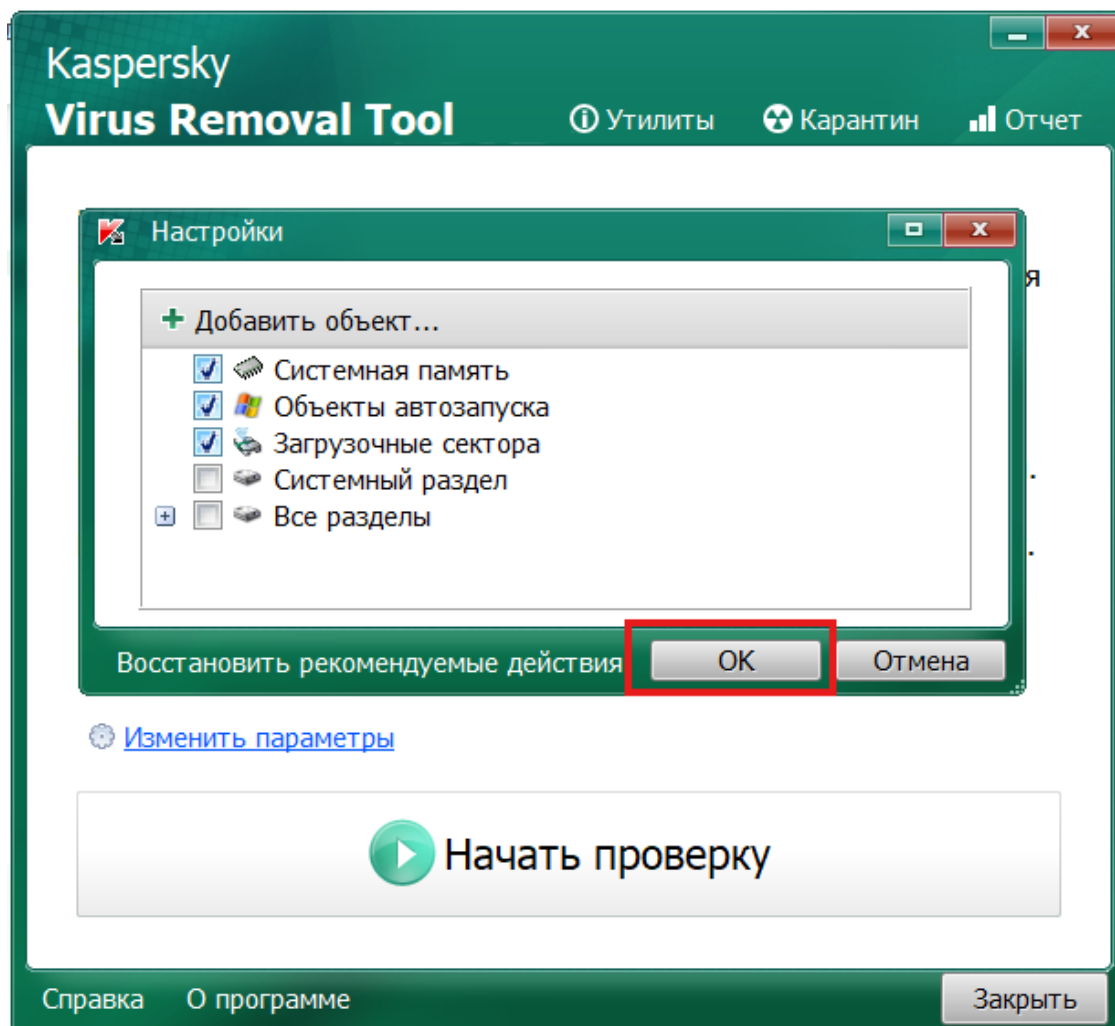 Kaspersky
Virus Removal Tool
Утилиты
Карантин
Отчет
Настройки
я
Добавить объект...
Системная память
Объекты автозапуска
Загрузочные сектора
Системный раздел
.
Все разделы
.
Восстановить рекомендуемые действия
OK
Отмена
Изменить параметры
Начать проверку
Справка
О программе
Закрыть